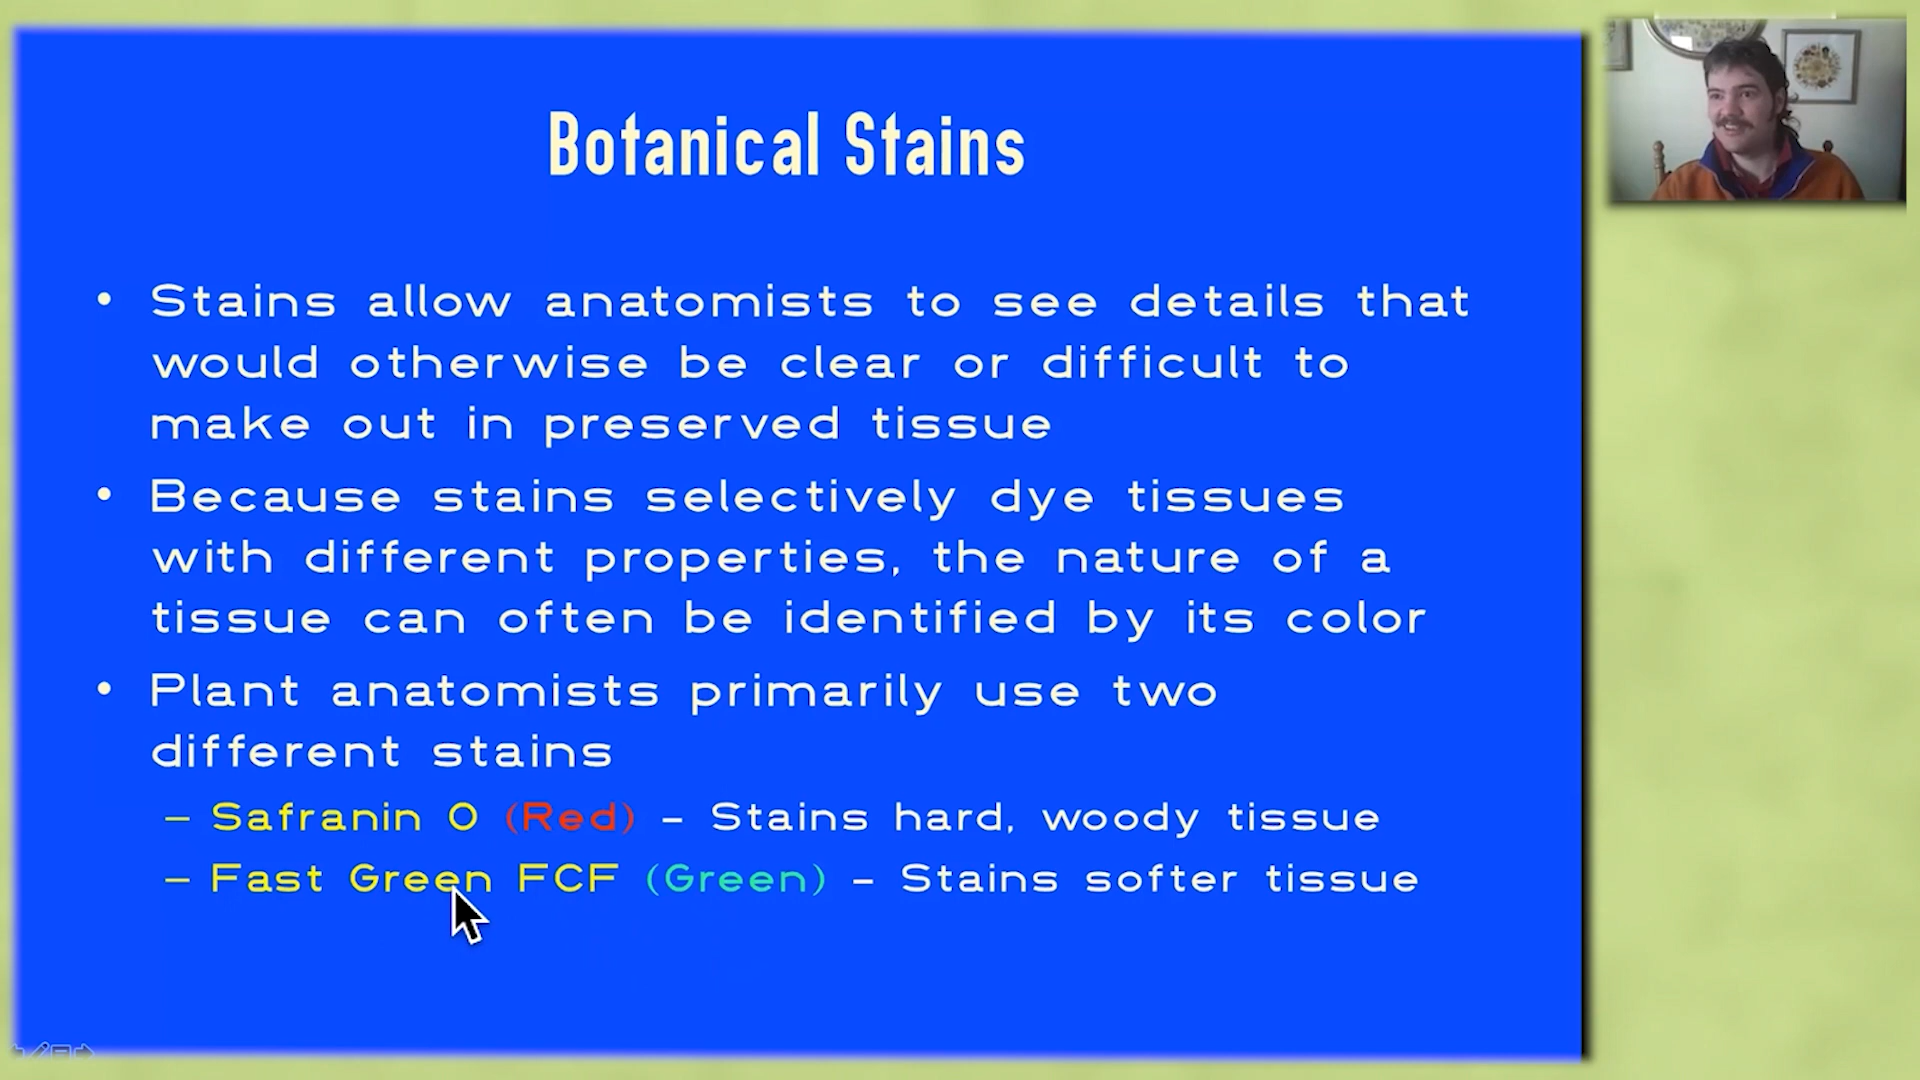 Botanical Stains
• Stains allow anatomists to see details that
would otherwise be clear or difficult to
make out in preserved tissue
• Because stains selectively dye tissues
with different properties, the nature of a
tissue can often be identified by its color
• Plant anatomists primarily use two
different stains
– Safranin O (Red) – Stains hard, woody tissue
– Fast Green FCF (Green) – Stains softer tissue